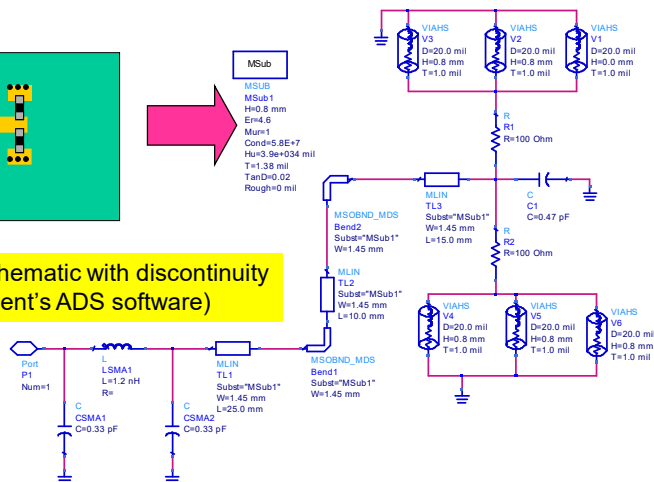 VIAHS
V3
D=20.0 mil
H=0.8 mm
T=1.0 mil
VIAHS
V2
D=20.0 mil
H=0.8 mm
T=1.0 mil
VIAHS
V1
D=20.0 mil
H=0.0 mm
T=1.0 mil
MSub
MSUB
MSub1
H=0.8 mm
Er=4.6
Mur=1
Cond=5.8E+7
Hu=3.9e+034 mil
T=1.38 mil
TanD=0.02
Rough=0 mil
R
R1
R=100 Ohm
MLIN
TL3
Subst="MSub1"
W=1.45 mm
L=15.0 mm
C
C1
C=0.47 pF
MSOBND_MDS
Bend2
Subst="MSub1"
W=1.45 mm
R
R2
R=100 Ohm
hematic with discontinuity
ent's ADS software)
MLIN
TL2
Subst="MSub1"
W=1.45 mm
L=10.0 mm
VIAHS
V4
D=20.0 mil
H=0.8 mm
T=1.0 mil
VIAHS
V5
D=20.0 mil
H=0.8 mm
T=1.0 mil
VIAHS
V6
D=20.0 mil
H=0.8 mm
T=1.0 mil
Port
P1
Num=1
L
LSMA1
L=1.2 nH
R=
MLIN
TL1
Subst="MSub1"
W=1.45 mm
L=25.0 mm
MSOBND_MDS
Bend1
Subst="MSub1"
W=1.45 mm
C
CSMA1
C=0.33 pF
C
CSMA2
C=0.33 pF